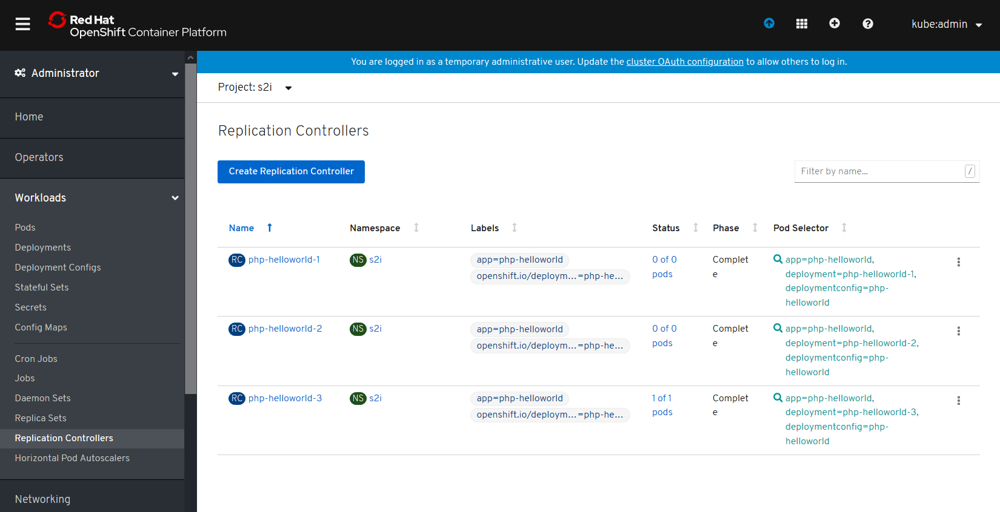 Red Hat
OpenShift Container Platform
kube:admin
Administrator
Home
Operators
Workloads
Pods
Deployments
Deployment Configs
Stateful Sets
Secrets
Config Maps
Cron Jobs
Jobs
Daemon Sets
Replica Sets
Replication Controllers
Horizontal Pod Autoscalers
Networking
You are logged in as a temporary administrative user. Update the cluster OAuth configuration to allow others to log in.
Project: s2i
Replication Controllers
Create Replication Controller
Filter by name...
/
Name Namespace Labels Status Phase Pod Selector
RC php-helloworld-1 NS s2i app=php-helloworld 0 of 0 Complet app=php-helloworld,
openshift.io/deploym...=php-he... pods e deployment=php-helloworld-1,
deploymentconfig=php-
helloworld
RC php-helloworld-2 NS s2i app=php-helloworld 0 of 0 Complet app=php-helloworld,
openshift.io/deploym...=php-he... pods e deployment=php-helloworld-2,
deploymentconfig=php-
helloworld
RC php-helloworld-3 NS s2i app=php-helloworld 1 of 1 Complet app=php-helloworld,
openshift.io/deploym...=php-he... pods e deployment=php-helloworld-3,
deploymentconfig=php-
helloworld